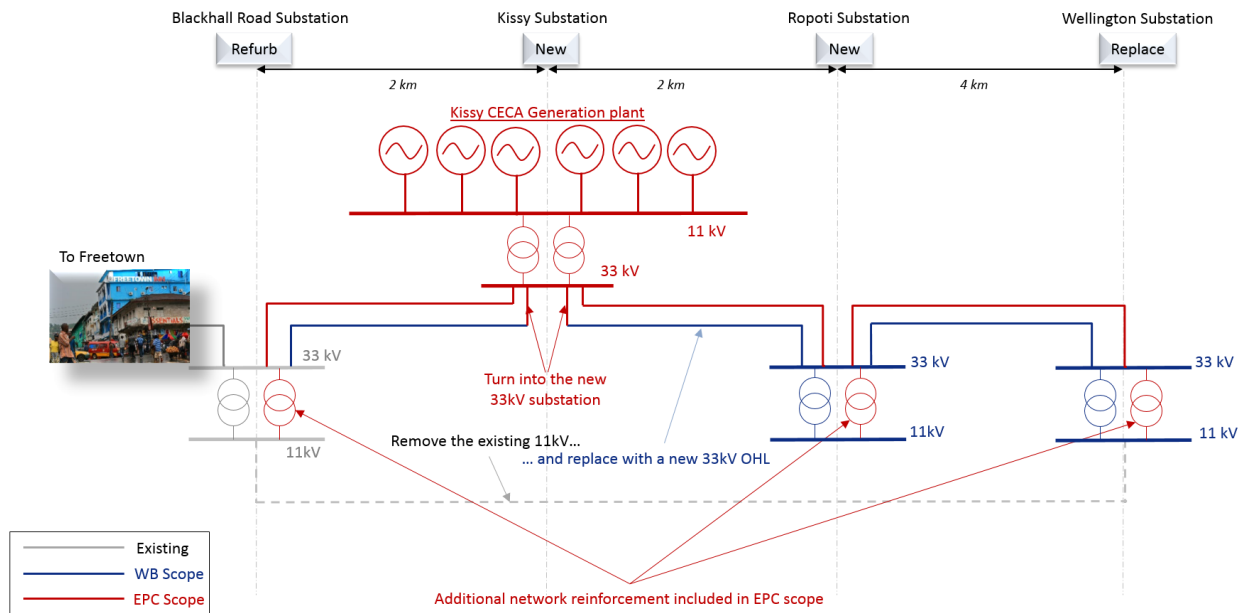 Blackhall Road Substation
Kissy Substation
Ropoti Substation
Wellington Substation
Refurb
New
New
Replace
2 km
2 km
4 km
Kissy CECA Generation plant
11 kV
To Freetown
33 kV
FREETOWN
33 kV
33 kV
33 kV
Turn into the new
33kV substation
Remove the existing 11kV...
... and replace with a new 33kV OHL
11kV
11kV
11 kV
Existing
WB Scope
EPC Scope
Additional network reinforcement included in EPC scope